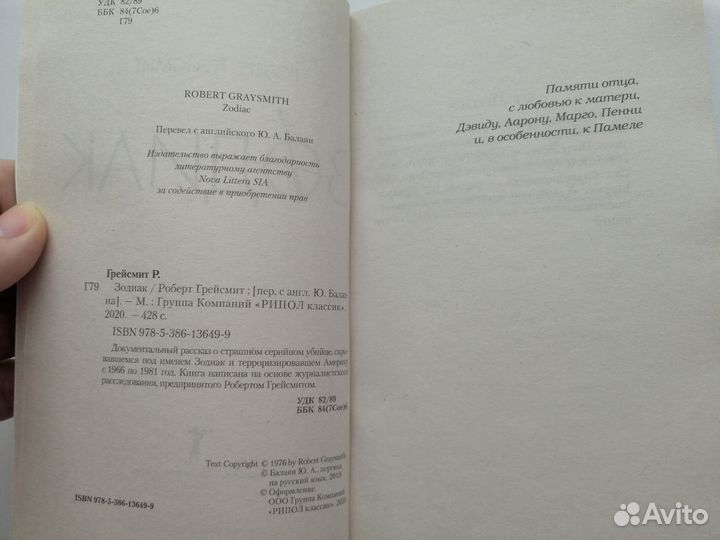 УДК 82/89
ББК 84(7Сое)6
Г79
ROBERT GRAYSMITH
Zodiac
Перевел с английского Ю. А. Балаян
Издательство выражает благодарность
литературному агентству
Nova Littera SIA
за содействие в приобретении прав
Грейсмит Р.
Г79 Зодиак / Роберт Грейсмит : [пер. с англ. Ю. Балая-
на]. — М. : Группа Компаний «РИПОЛ классик»,
2020. — 428 с.
ISBN 978-5-386-13649-9
Документальный рассказ о страшном серийном убийце, скры-
вавшемся под именем Зодиак и терроризировавшем Америку
с 1966 по 1981 год. Книга написана на основе журналистского
расследования, предпринятого Робертом Грейсмитом.
УДК 82/89
ББК 84(7Сое)6
Text Copyright © 1976 by Robert Graysmith
© Балаян Ю. А., перевод
на русский язык,
© Оформление.
ООО Группа Компаний
«РИПОЛ классик»,
ISBN 978-5-386-13649-9
Памяти отца,
с любовью к матери,
Дэвиду, Аарону, Марго, Пенни
и, в особенности, к Памеле
Avito